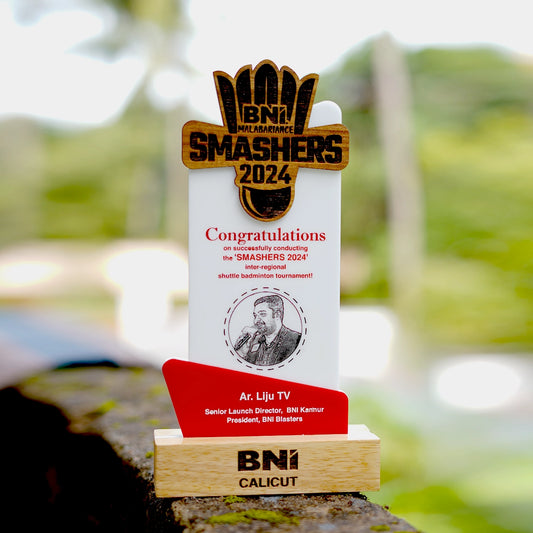 BNI
MALABARIANCE
SMASHERS
2024
Congratulations
on successfully conducting
the 'SMASHERS 2024'
inter-regional
shuttle badminton tournament!
Ar. Liju TV
Senior Launch Director, BNI Kannur
President, BNI Blasters
BNI
CALICUT